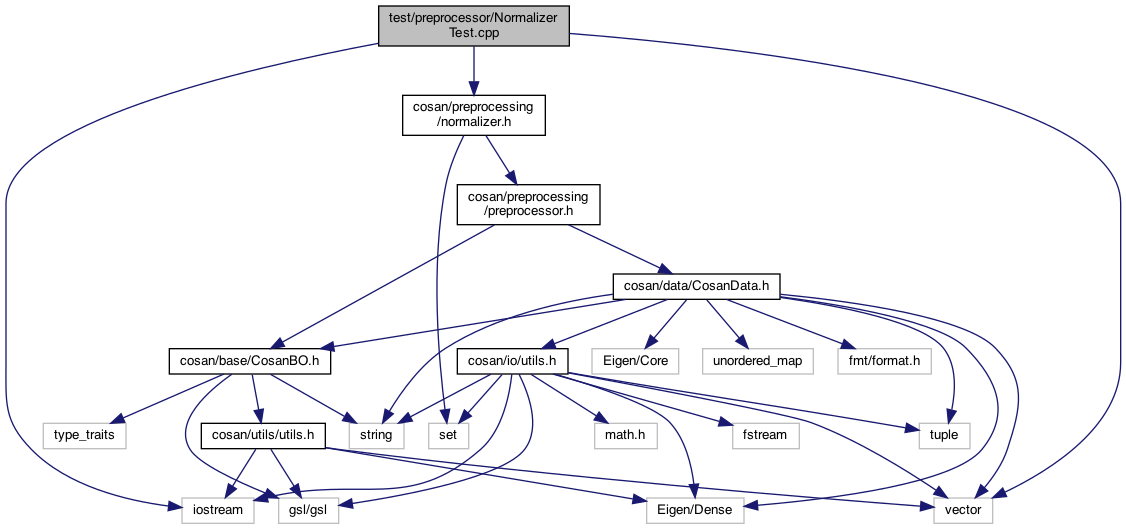 test/preprocessor/Normalizer
Test.cpp
cosan/preprocessing
/normalizer.h
cosan/preprocessing
/preprocessor.h
cosan/data/CosanData.h
cosan/base/CosanBO.h
cosan/io/utils.h
Eigen/Core
unordered_map
fmt/format.h
type_traits
cosan/utils/utils.h
string
set
math.h
fstream
tuple
iostream
gsl/gsl
Eigen/Dense
vector